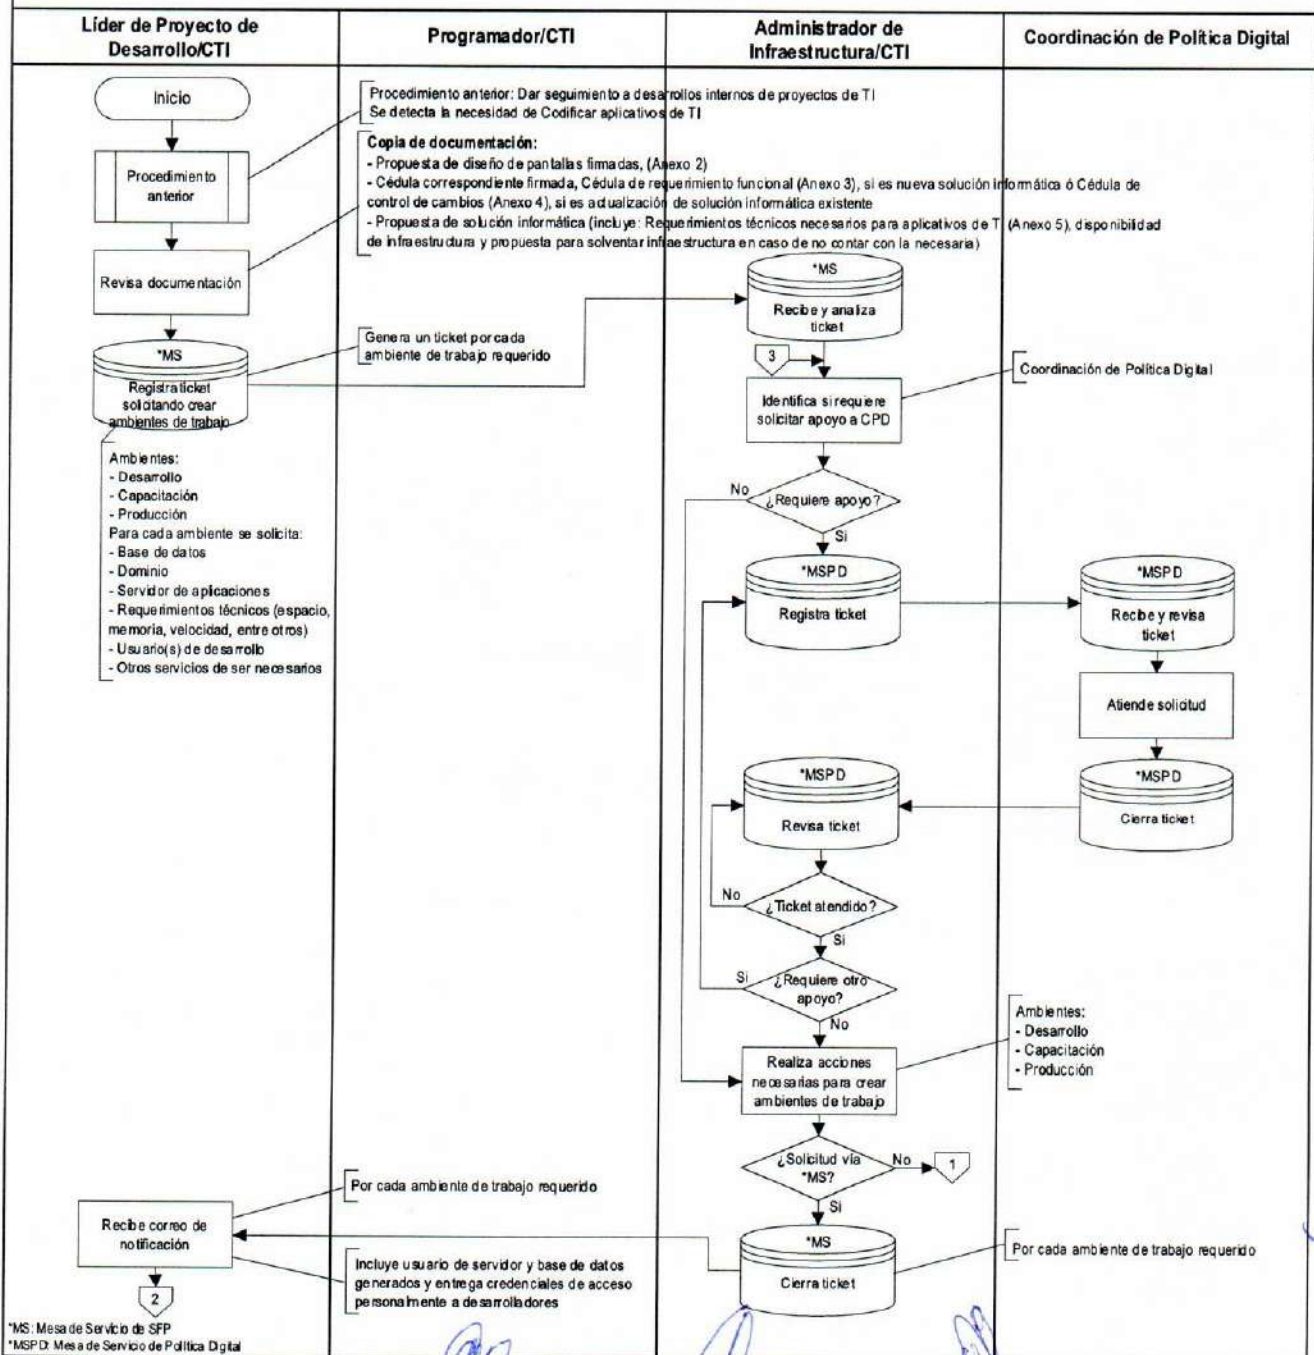 Líder de Proyecto de
Desarrollo/CTI
Programador/CTI
Administrador de
Infraestructura/CTI
Coordinación de Política Digital
Inicio
Procedimiento anterior: Dar seguimiento a desarrollos internos de proyectos de TI
Se detecta la necesidad de Codificar aplicativos de TI
Procedimiento
anterior
Copia de documentación:
- Propuesta de diseño de pantallas firmadas, (Anexo 2)
- Cédula correspondiente firmada, Cédula de requerimiento funcional (Anexo 3), si es nueva solución informática ó Cédula de
control de cambios (Anexo 4), si es actualización de solución informática existente
- Propuesta de solución informática (incluye: Requerimientos técnicos necesarios para aplicativos de T (Anexo 5), disponibilidad
de infraestructura y propuesta para solventar infraestructura en caso de no contar con la necesaria)
Revisa documentación
*MS
Recibe y analiza
ticket
Genera un ticket por cada
ambiente de trabajo requerido
*MS
Registra ticket
solicitando crear
ambientes de trabajo
3
Coordinación de Política Digital
Identifica si requiere
solicitar apoyo a CPD
Ambientes:
- Desarrollo
- Capacitación
- Producción
Para cada ambiente se solicita:
- Base de datos
- Dominio
- Servidor de aplicaciones
- Requerimientos técnicos (espacio,
memoria, velocidad, entre otros)
- Usuario(s) de desarrollo
- Otros servicios de ser necesarios
No
¿Requiere apoyo?
Si
*MSPD
Registra ticket
*MSPD
Recibe y revisa
ticket
Atiende solicitud
*MSPD
Cierra ticket
*MSPD
Revisa ticket
No
¿Ticket atendido?
Si
Si
¿Requiere otro
apoyo?
No
Ambientes:
- Desarrollo
- Capacitación
- Producción
Realiza acciones
necesarias para crear
ambientes de trabajo
¿Solicitud vía
*MS?
No
1
Si
Por cada ambiente de trabajo requerido
Recibe correo de
notificación
*MS
Cierra ticket
Por cada ambiente de trabajo requerido
Incluye usuario de servidor y base de datos
generados y entrega credenciales de acceso
personalmente a desarrolladores
2
*MS: Mesa de Servicio de SFP
*MSPD: Mesa de Servicio de Política Digital